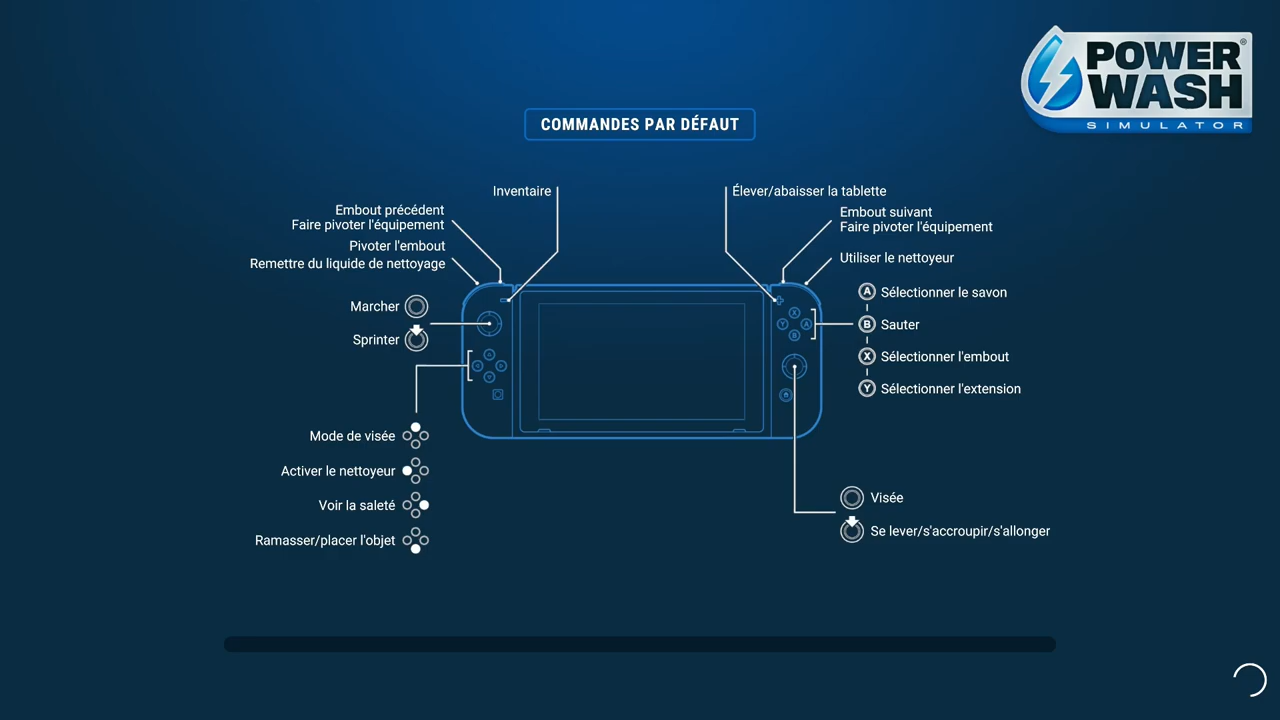 POWER
WASH
SIMULATOR
COMMANDES PAR DÉFAUT
Inventaire
Élever/abaisser la tablette
Embout précédent
Faire pivoter l'équipement
Embout suivant
Faire pivoter l'équipement
Pivoter l'embout
Remettre du liquide de nettoyage
Utiliser le nettoyeur
Marcher
Sprinter
A Sélectionner le savon
B Sauter
X Sélectionner l'embout
Y Sélectionner l'extension
X
Y A
B
Mode de visée
Activer le nettoyeur
Voir la saleté
Ramasser/placer l'objet
Visée
Se lever/s'accroupir/s'allonger